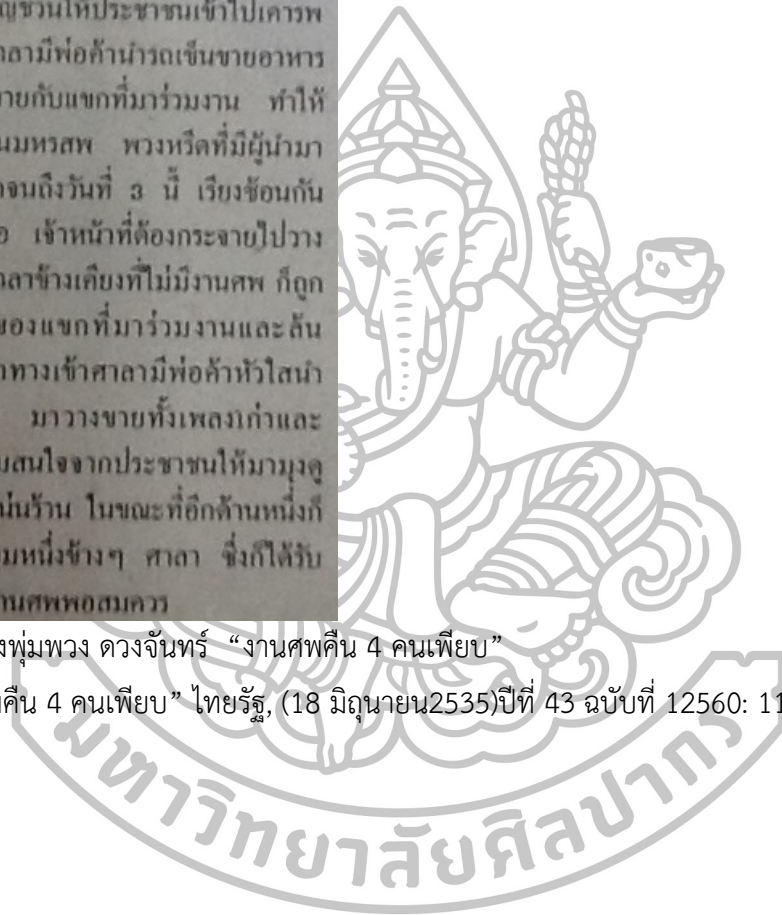 ญชวนให้ประชาชนเข้าไปเคารพ
าลามีพ่อค้านำรถเข็นขายอาหาร
ายกับแขกที่มาร่วมงาน ทำให้
นมหรสพ พวงหรีดที่มีผู้นำมา
าจนถึงวันที่ 3 นี้ เรียงซ้อนกัน
อ เจ้าหน้าที่ต้องกระจายไปวาง
าลาข้างเคียงที่ไม่มีงานศพ ก็ถูก
ของแขกที่มาร่วมงานและล้น
าทางเข้าศาลามีพ่อค้าหัวใสนำ
มาวางขายทั้งเพลงเก่าและ
มสนใจจากประชาชนให้มามุงดู
น่นร้าน ในขณะที่อีกด้านหนึ่งก็
มหนึ่งข้างๆ ศาลา ซึ่งก็ได้รับ
านศพพอสมควร
งพุ่มพวง ดวงจันทร์ “งานศพคืน 4 คนเพียบ”
คืน 4 คนเพียบ” ไทยรัฐ, (18 มิถุนายน2535)ปีที่ 43 ฉบับที่ 12560: 11
มหาวิทยาลัยศิลปากร